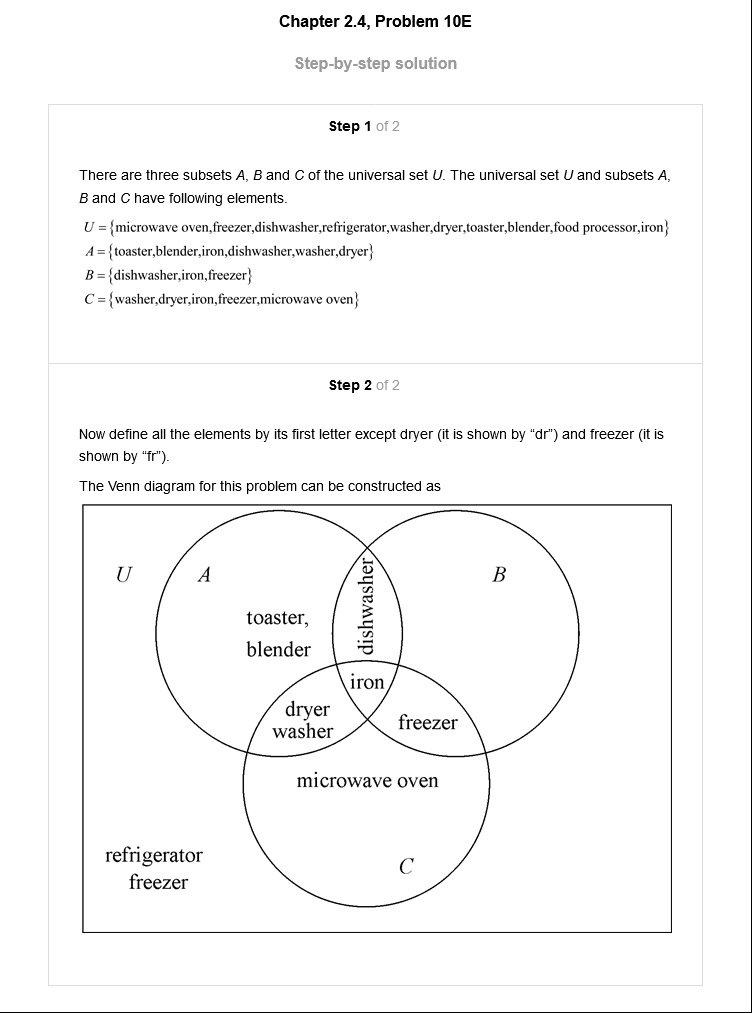 Chapter 2.4, Problem 10E
Step-by-step solution
Step 1 of 2
There are three subsets A, B and C of the universal set U. The universal set U and subsets A,
B and C have following elements.
U = {microwave oven,freezer,dishwasher,refrigerator,washer,dryer,toaster,blender,food processor,iron}
A = {toaster,blender,iron,dishwasher,washer,dryer}
B = {dishwasher,iron,freezer}
C = {washer,dryer,iron,freezer,microwave oven}
Step 2 of 2
Now define all the elements by its first letter except dryer (it is shown by “dr”) and freezer (it is
shown by “fr”).
The Venn diagram for this problem can be constructed as
U
A
B
dishwasher
toaster,
blender
iron
dryer
washer
freezer
microwave oven
refrigerator
freezer
C